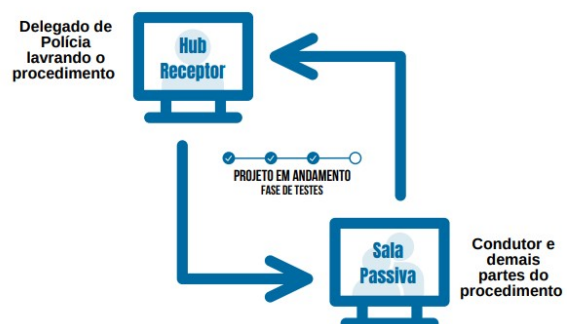 Delegado de
Polícia
lavrando o
procedimento
Hub
Receptor
PROJETO EM ANDAMENTO
FASE DE TESTES
Sala
Passiva
Condutor e
demais
partes do
procedimento